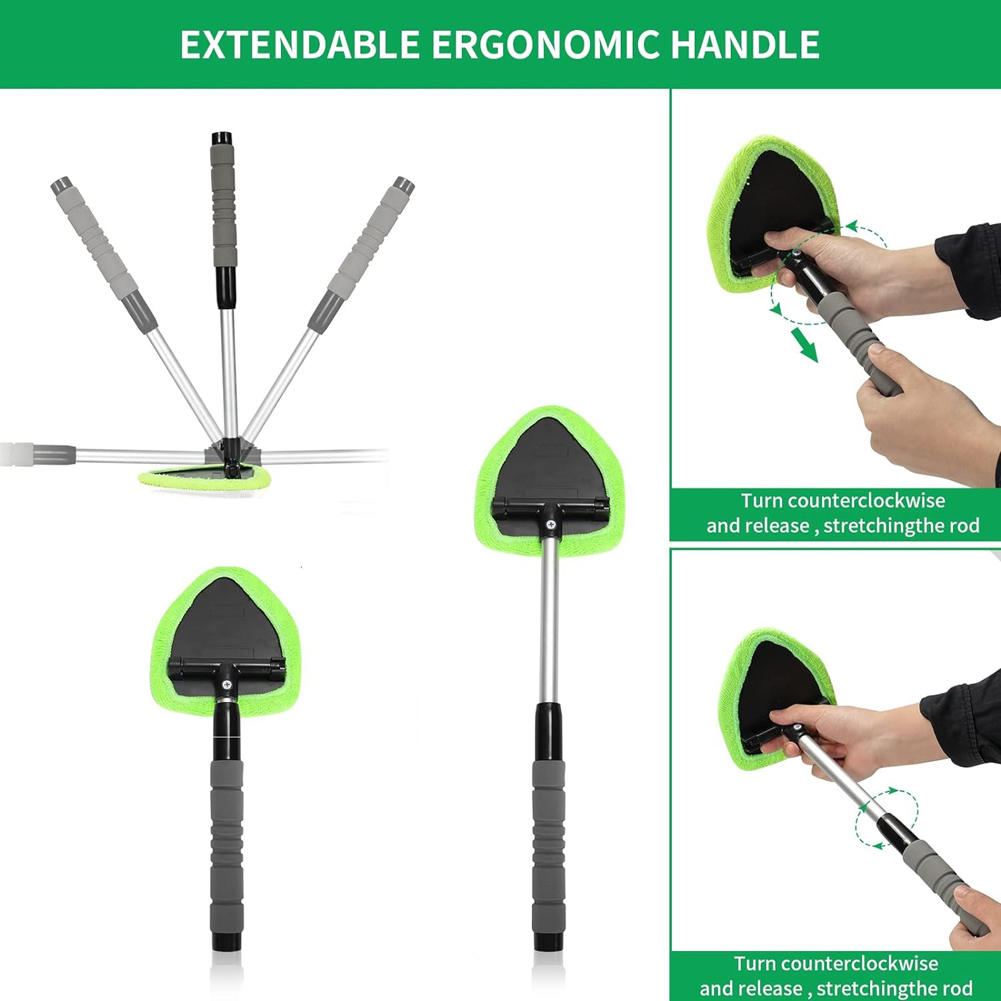 EXTENDABLE ERGONOMIC HANDLE
Turn counterclockwise
and release , stretchingthe rod
Turn counterclockwise
and release , stretchingthe rod